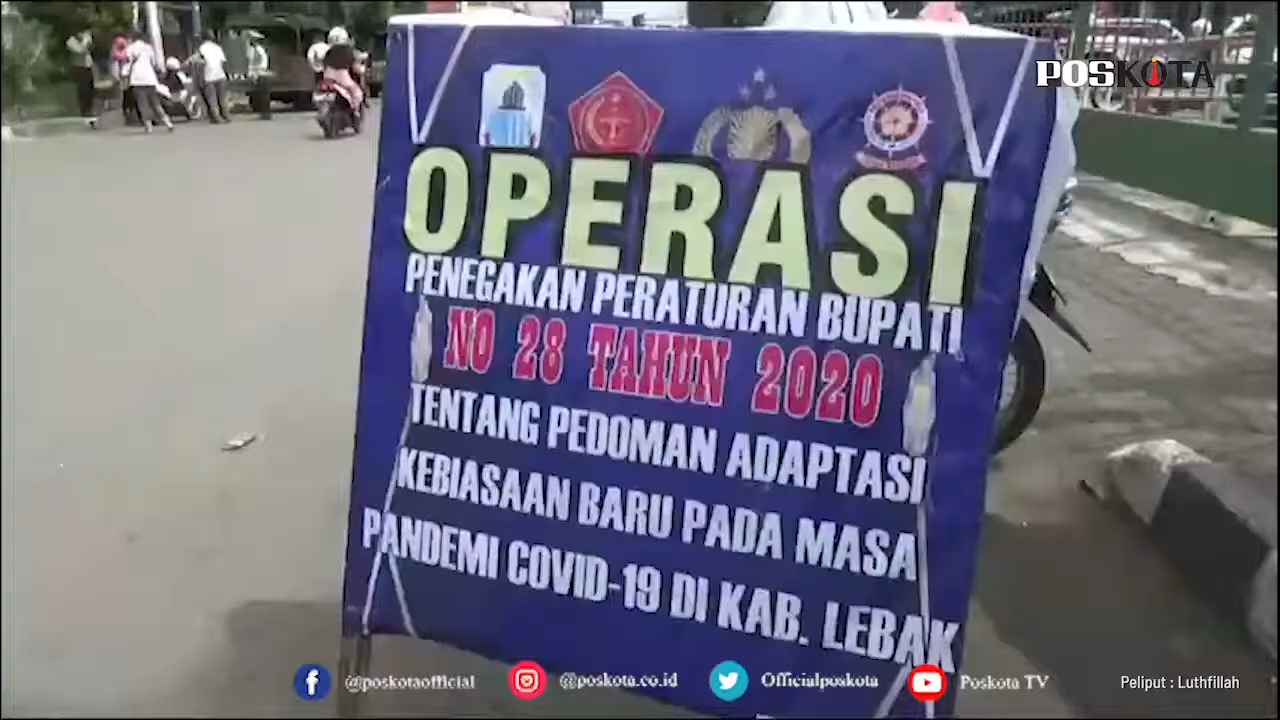 POSKOTA
OPERASI
PENEGAKAN PERATURAN BUPATI
NO 28 TAHUN 2020
TENTANG PEDOMAN ADAPTASI
KEBIASAAN BARU PADA MASA
PANDEMI COVID-19 DI KAB. LEBAK
@poskotaofficial
@poskota.co.id
Officialposkota
Poskota TV
Peliput : Luthfillah